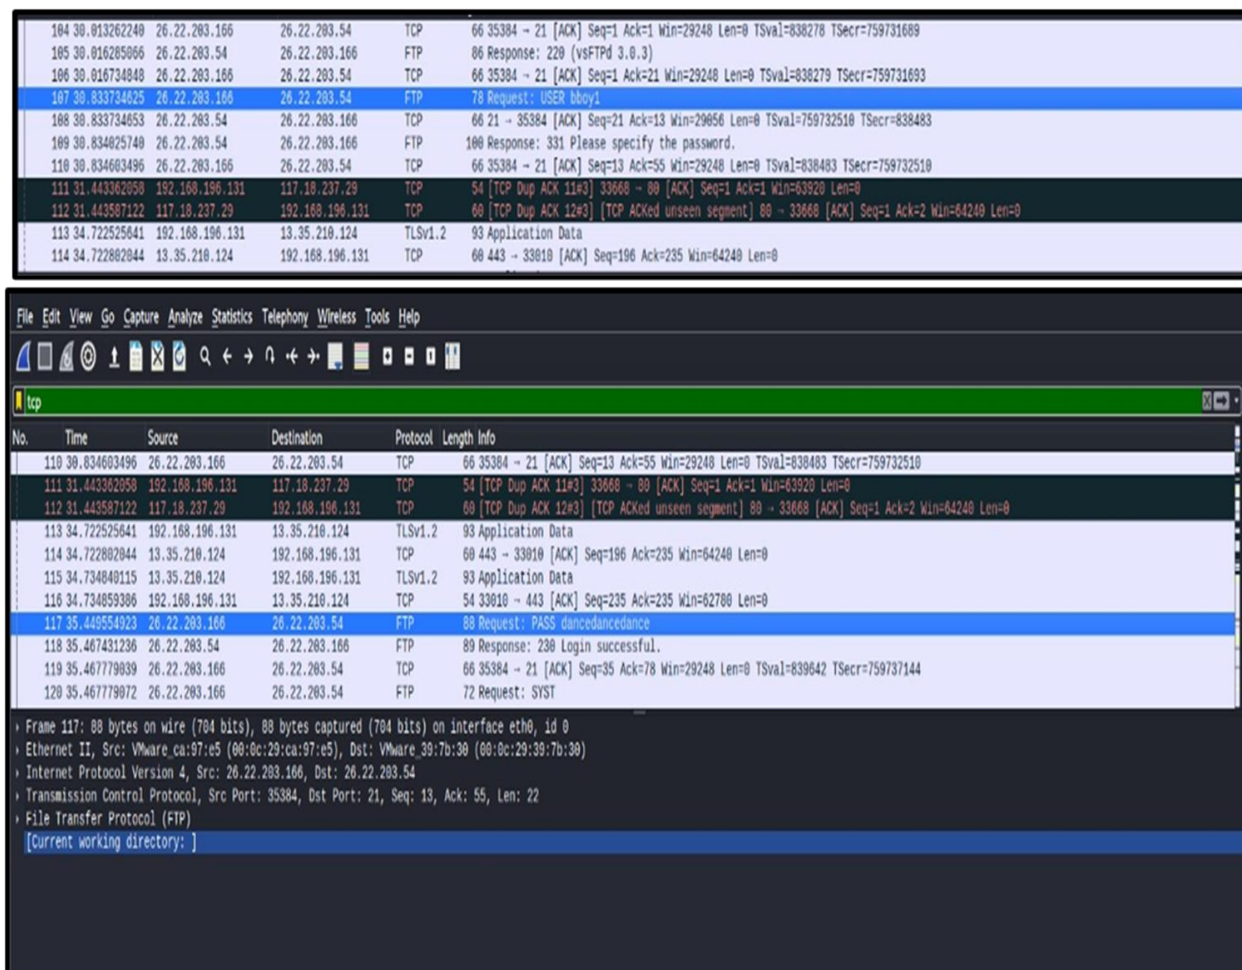 104 30.013262240 26.22.203.166 26.22.203.54 TCP 66 35384 → 21 [ACK] Seq=1 Ack=1 Win=29248 Len=0 TSval=838278 TSecr=759731689
105 30.016285066 26.22.203.54 26.22.203.166 FTP 86 Response: 220 (vsFTPd 3.0.3)
106 30.016734848 26.22.203.166 26.22.203.54 TCP 66 35384 → 21 [ACK] Seq=1 Ack=21 Win=29248 Len=0 TSval=838279 TSecr=759731693
107 30.833734625 26.22.203.166 26.22.203.54 FTP 78 Request: USER bboy1
108 30.833734653 26.22.203.54 26.22.203.166 TCP 66 21 → 35384 [ACK] Seq=21 Ack=13 Win=29056 Len=0 TSval=759732510 TSecr=838483
109 30.834025740 26.22.203.54 26.22.203.166 FTP 100 Response: 331 Please specify the password.
110 30.834603496 26.22.203.166 26.22.203.54 TCP 66 35384 → 21 [ACK] Seq=13 Ack=55 Win=29248 Len=0 TSval=838483 TSecr=759732510
111 31.443362058 192.168.196.131 117.18.237.29 TCP 54 [TCP Dup ACK 11#3] 33668 → 80 [ACK] Seq=1 Ack=1 Win=63920 Len=0
112 31.443587122 117.18.237.29 192.168.196.131 TCP 60 [TCP Dup ACK 12#3] [TCP ACKed unseen segment] 80 → 33668 [ACK] Seq=1 Ack=2 Win=64240 Len=0
113 34.722525641 192.168.196.131 13.35.210.124 TLSv1.2 93 Application Data
114 34.722802044 13.35.210.124 192.168.196.131 TCP 60 443 → 33010 [ACK] Seq=196 Ack=235 Win=64240 Len=0
File Edit View Go Capture Analyze Statistics Telephony Wireless Tools Help
tcp
No. Time Source Destination Protocol Length Info
110 30.834603496 26.22.203.166 26.22.203.54 TCP 66 35384 → 21 [ACK] Seq=13 Ack=55 Win=29248 Len=0 TSval=838483 TSecr=759732510
111 31.443362058 192.168.196.131 117.18.237.29 TCP 54 [TCP Dup ACK 11#3] 33668 → 80 [ACK] Seq=1 Ack=1 Win=63920 Len=0
112 31.443587122 117.18.237.29 192.168.196.131 TCP 60 [TCP Dup ACK 12#3] [TCP ACKed unseen segment] 80 → 33668 [ACK] Seq=1 Ack=2 Win=64240 Len=0
113 34.722525641 192.168.196.131 13.35.210.124 TLSv1.2 93 Application Data
114 34.722802044 13.35.210.124 192.168.196.131 TCP 60 443 → 33010 [ACK] Seq=196 Ack=235 Win=64240 Len=0
115 34.734840115 13.35.210.124 192.168.196.131 TLSv1.2 93 Application Data
116 34.734859386 192.168.196.131 13.35.210.124 TCP 54 33010 → 443 [ACK] Seq=235 Ack=235 Win=62780 Len=0
117 35.449554923 26.22.203.166 26.22.203.54 FTP 88 Request: PASS dancedancedance
118 35.467431236 26.22.203.54 26.22.203.166 FTP 89 Response: 230 Login successful.
119 35.467779039 26.22.203.166 26.22.203.54 TCP 66 35384 → 21 [ACK] Seq=35 Ack=78 Win=29248 Len=0 TSval=839642 TSecr=759737144
120 35.467779072 26.22.203.166 26.22.203.54 FTP 72 Request: SYST
Frame 117: 88 bytes on wire (704 bits), 88 bytes captured (704 bits) on interface eth0, id 0
Ethernet II, Src: VMware_ca:97:e5 (00:0c:29:ca:97:e5), Dst: VMware_39:7b:30 (00:0c:29:39:7b:30)
Internet Protocol Version 4, Src: 26.22.203.166, Dst: 26.22.203.54
Transmission Control Protocol, Src Port: 35384, Dst Port: 21, Seq: 13, Ack: 55, Len: 22
File Transfer Protocol (FTP)
[Current working directory: ]